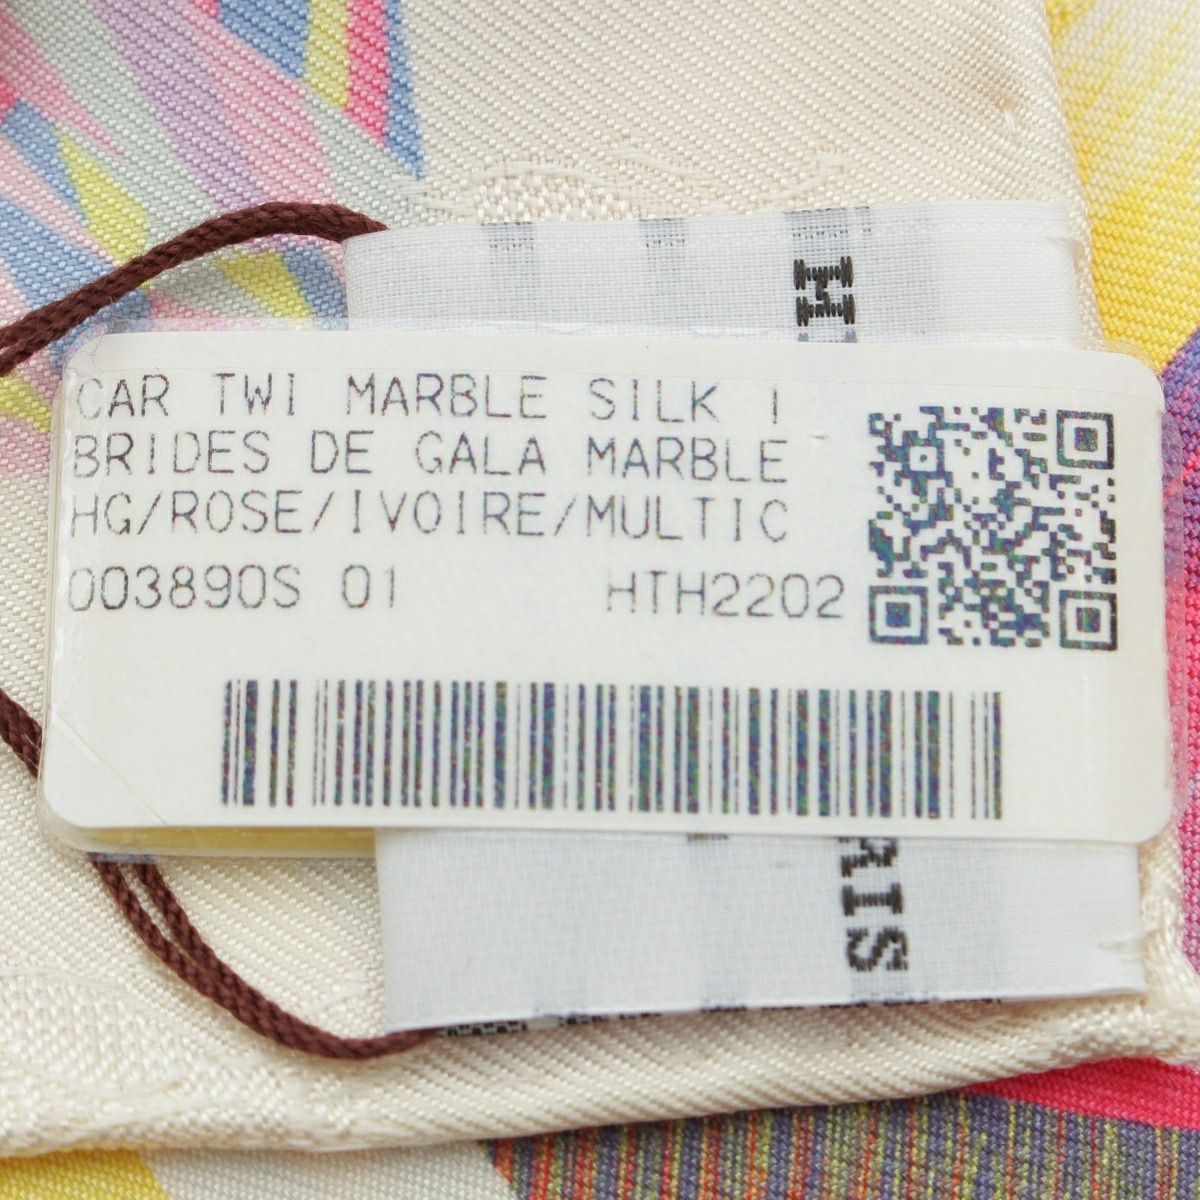 CAR TWI MARBLE SILK I
BRIDES DE GALA MARBLE
HG/ROSE/IVOIRE/MULTIC
003890S 01 HTH2202